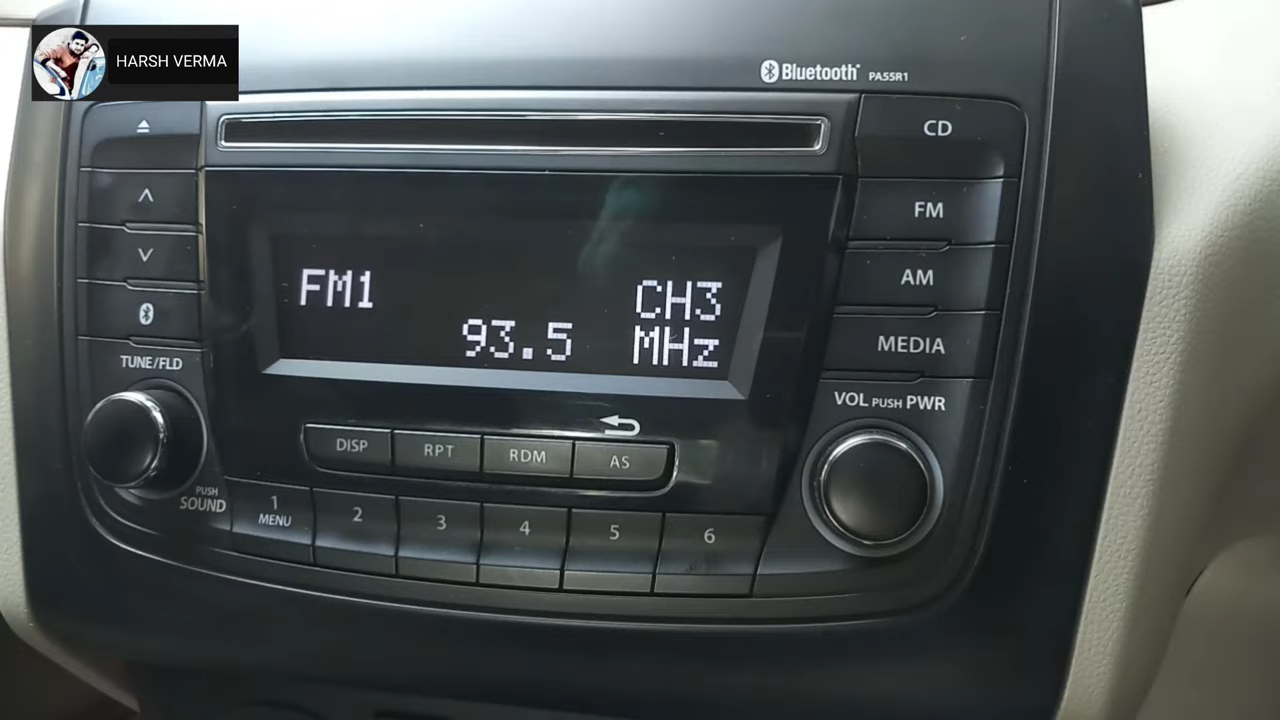 HARSH VERMA
Bluetooth PA55R1
CD
FM
AM
MEDIA
FM1 CH3
93.5 MHz
TUNE/FLD
VOL PUSH PWR
DISP RPT RDM AS
PUSH
SOUND
1 2 3 4 5 6
MENU